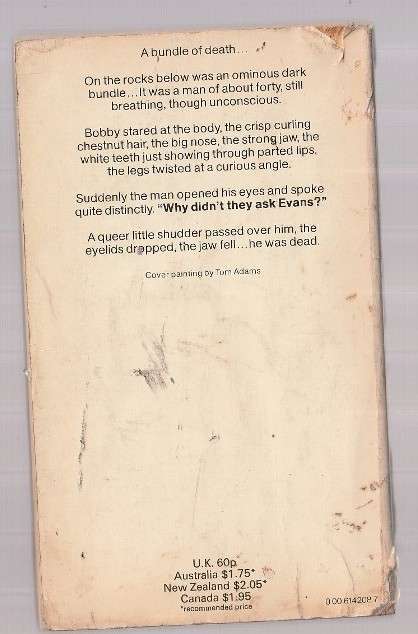 A bundle of death...
On the rocks below was an ominous dark
bundle...It was a man of about forty, still
breathing, though unconscious.
Bobby stared at the body, the crisp curling
chestnut hair, the big nose, the strong jaw, the
white teeth just showing through parted lips,
the legs twisted at a curious angle.
Suddenly the man opened his eyes and spoke
quite distinctly. "Why didn't they ask Evans?"
A queer little shudder passed over him, the
eyelids dropped, the jaw fell...he was dead.
Cover painting by Tom Adams
U.K. 60p
Australia $1.75*
New Zealand $2.05*
Canada $1.95
*recommended price
0 00 614208 7